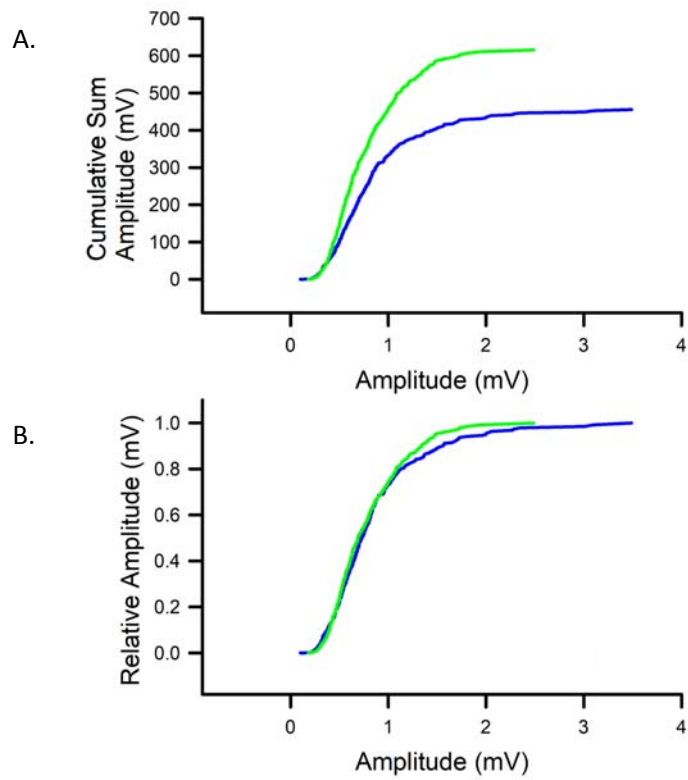 A.
Cumulative Sum
Amplitude (mV)
700
600
500
400
300
200
100
0
0 1 2 3 4
Amplitude (mV)
B.
Relative Amplitude (mV)
1.0
0.8
0.6
0.4
0.2
0.0
0 1 2 3 4
Amplitude (mV)